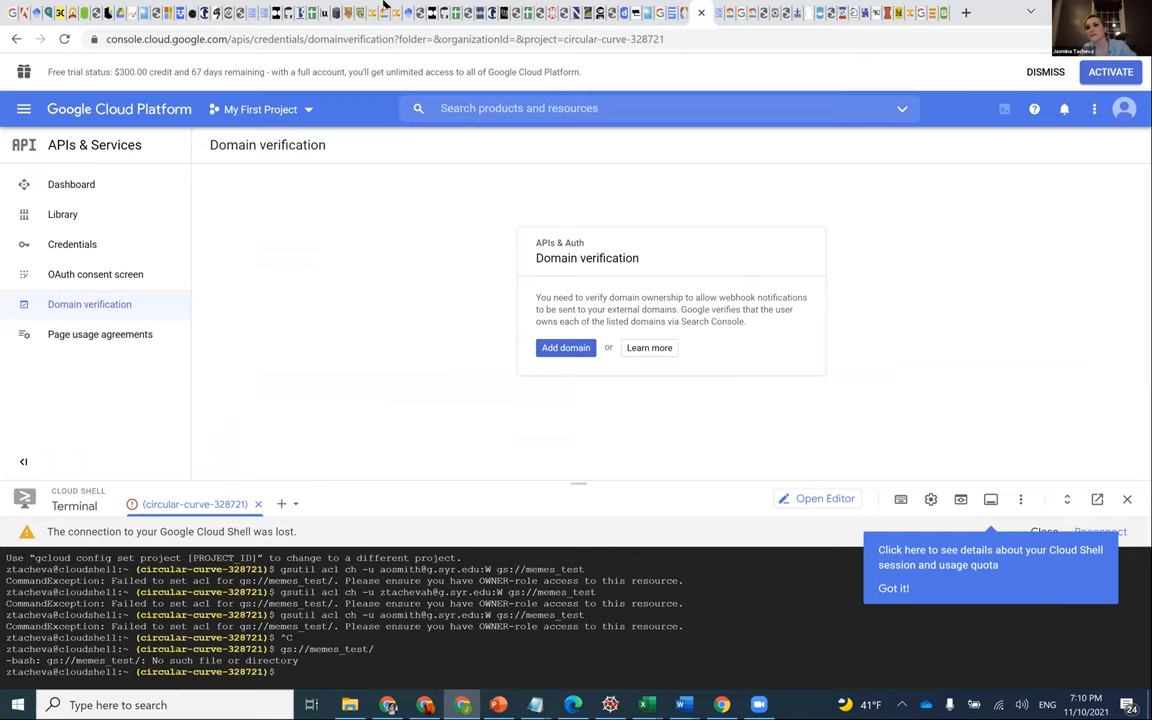 console.cloud.google.com/apis/credentials/domainverification?folder=&organizationId=&project=circular-curve-328721
Jasmina Tacheva
Free trial status: $300.00 credit and 67 days remaining - with a full account, you'll get unlimited access to all of Google Cloud Platform.
DISMISS
ACTIVATE
Google Cloud Platform
My First Project
Search products and resources
API
APIs & Services
Domain verification
Dashboard
Library
Credentials
OAuth consent screen
Domain verification
Page usage agreements
APIs & Auth
Domain verification
You need to verify domain ownership to allow webhook notifications
to be sent to your external domains. Google verifies that the user
owns each of the listed domains via Search Console.
Add domain
or
Learn more
CLOUD SHELL
Terminal
(circular-curve-328721)
Open Editor
The connection to your Google Cloud Shell was lost.
Close
Reconnect
Click here to see details about your Cloud Shell
session and usage quota
Got it!
Use "gcloud config set project [PROJECT_ID]" to change to a different project.
ztacheva@cloudshell:~ (circular-curve-328721)$ gsutil acl ch -u aosmith@g.syr.edu:W gs://memes_test
CommandException: Failed to set acl for gs://memes_test/. Please ensure you have OWNER-role access to this resource.
ztacheva@cloudshell:~ (circular-curve-328721)$ gsutil acl ch -u ztachevah@g.syr.edu:W gs://memes_test
CommandException: Failed to set acl for gs://memes_test/. Please ensure you have OWNER-role access to this resource.
ztacheva@cloudshell:~ (circular-curve-328721)$ gsutil acl ch -u aosmith@g.syr.edu:W gs://memes_test
CommandException: Failed to set acl for gs://memes_test/. Please ensure you have OWNER-role access to this resource.
ztacheva@cloudshell:~ (circular-curve-328721)$ ^C
ztacheva@cloudshell:~ (circular-curve-328721)$ gs://memes_test/
-bash: gs://memes_test/: No such file or directory
ztacheva@cloudshell:~ (circular-curve-328721)$
Type here to search
41°F
ENG
7:10 PM
11/10/2021
24